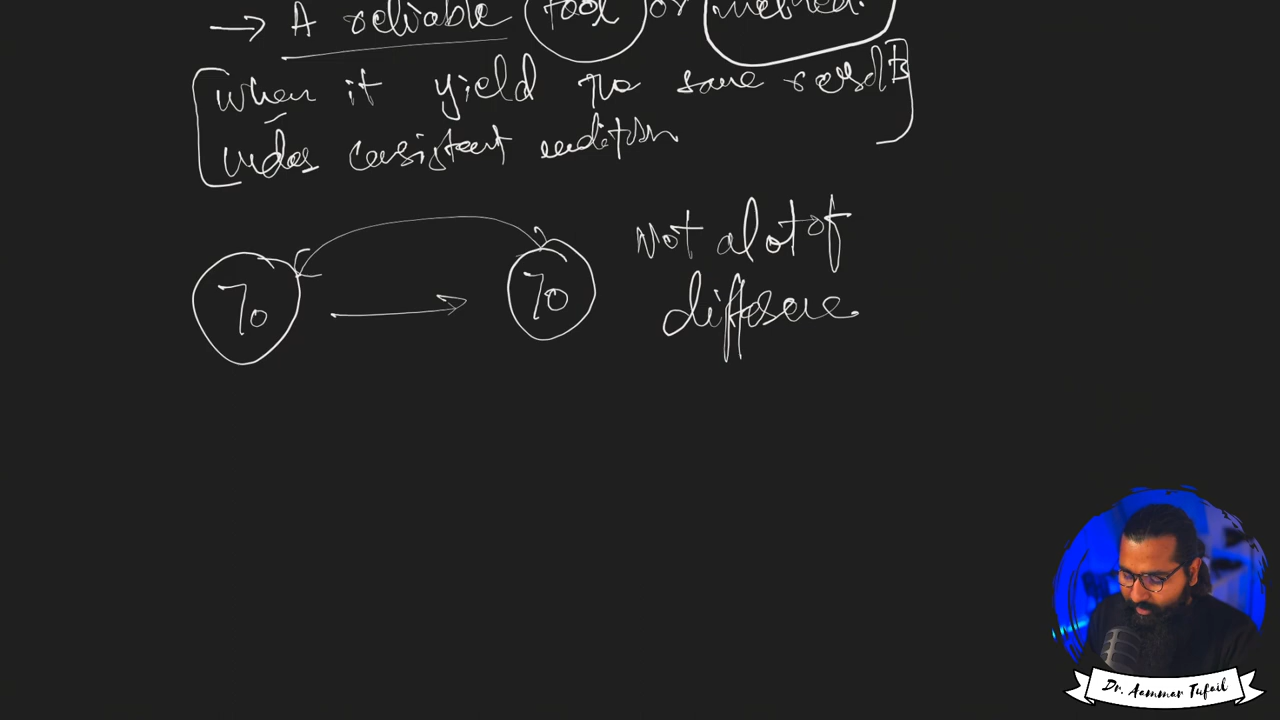 → A reliable tool or method.
when it yield the same results
under consistent condition
70 → 70
Not a lot of
difference
Dr. Aammar Tufail